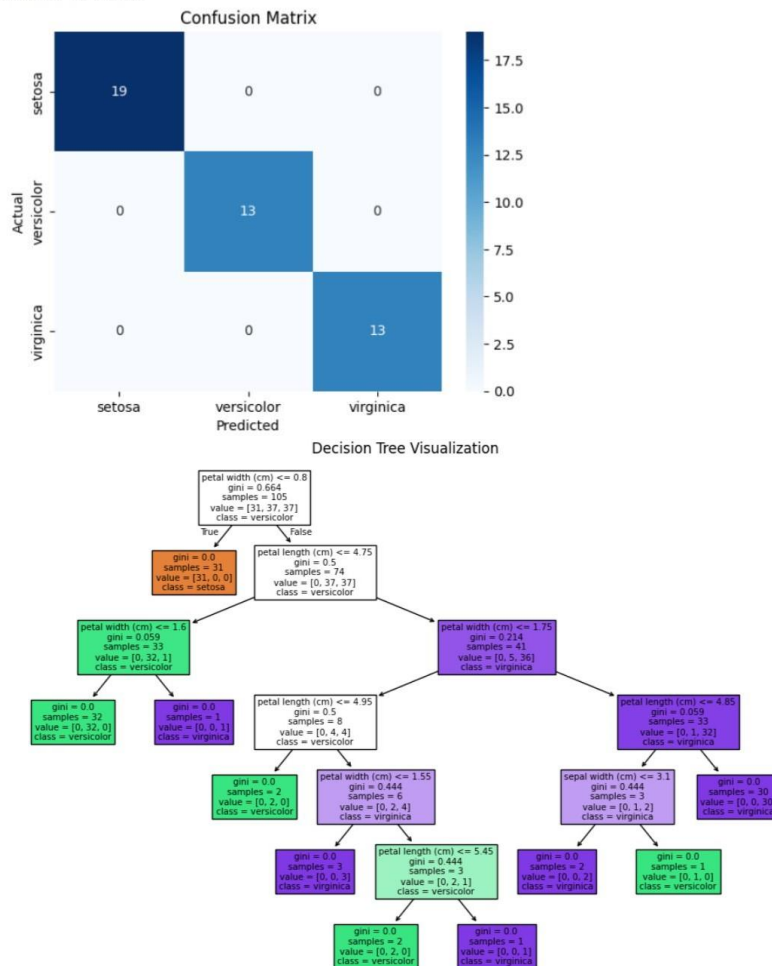 Confusion Matrix
setosa
versicolor
virginica
Actual
19 0 0
0 13 0
0 0 13
setosa versicolor virginica
Predicted
17.5
15.0
12.5
10.0
7.5
5.0
2.5
0.0
Decision Tree Visualization
petal width (cm) <= 0.8
gini = 0.664
samples = 105
value = [31, 37, 37]
class = versicolor
True
False
gini = 0.0
samples = 31
value = [31, 0, 0]
class = setosa
petal length (cm) <= 4.75
gini = 0.5
samples = 74
value = [0, 37, 37]
class = versicolor
petal width (cm) <= 1.6
gini = 0.059
samples = 33
value = [0, 32, 1]
class = versicolor
petal width (cm) <= 1.75
gini = 0.214
samples = 41
value = [0, 5, 36]
class = virginica
gini = 0.0
samples = 32
value = [0, 32, 0]
class = versicolor
gini = 0.0
samples = 1
value = [0, 0, 1]
class = virginica
petal length (cm) <= 4.95
gini = 0.5
samples = 8
value = [0, 4, 4]
class = versicolor
petal length (cm) <= 4.85
gini = 0.059
samples = 33
value = [0, 1, 32]
class = virginica
gini = 0.0
samples = 2
value = [0, 2, 0]
class = versicolor
petal width (cm) <= 1.55
gini = 0.444
samples = 6
value = [0, 2, 4]
class = virginica
sepal width (cm) <= 3.1
gini = 0.444
samples = 3
value = [0, 1, 2]
class = virginica
gini = 0.0
samples = 30
value = [0, 0, 30]
class = virginica
gini = 0.0
samples = 3
value = [0, 0, 3]
class = virginica
petal length (cm) <= 5.45
gini = 0.444
samples = 3
value = [0, 2, 1]
class = versicolor
gini = 0.0
samples = 2
value = [0, 0, 2]
class = virginica
gini = 0.0
samples = 1
value = [0, 1, 0]
class = versicolor
gini = 0.0
samples = 2
value = [0, 2, 0]
class = versicolor
gini = 0.0
samples = 1
value = [0, 0, 1]
class = virginica